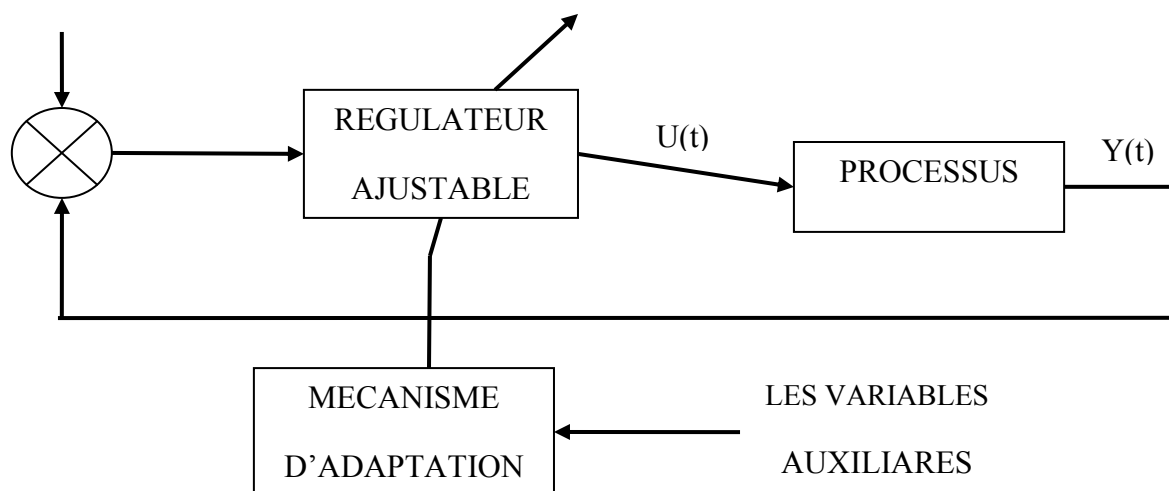 REGULATEUR
AJUSTABLE
U(t)
PROCESSUS
Y(t)
MECANISME
D’ADAPTATION
LES VARIABLES
AUXILIARES